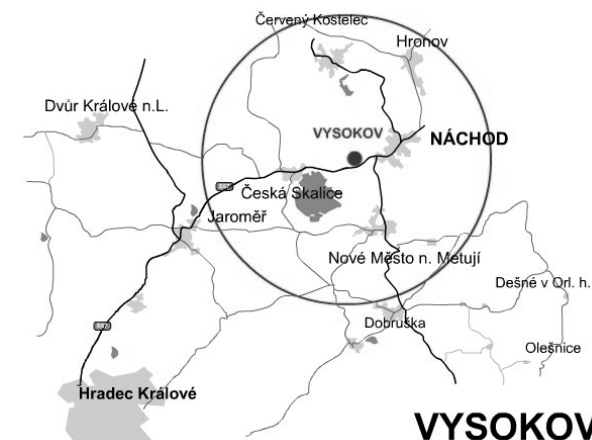 Červený Kostelec
Hronov
Dvůr Králové n.L.
VYSOKOV
NÁCHOD
Česká Skalice
Jaroměř
Nové Město n. Metují
Dešné v Orl. h.
Dobruška
Olešnice
Hradec Králové
VYSOKOV